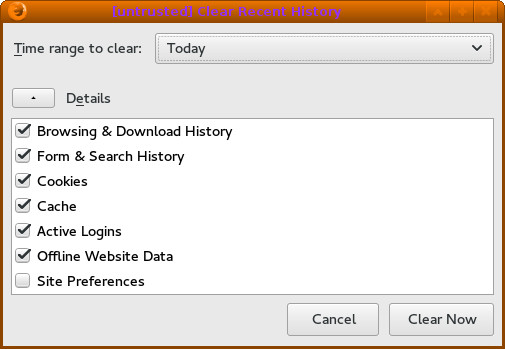 [untrusted] Clear Recent History
Time range to clear: Today
Details
Browsing & Download History
Form & Search History
Cookies
Cache
Active Logins
Offline Website Data
Site Preferences
Cancel Clear Now